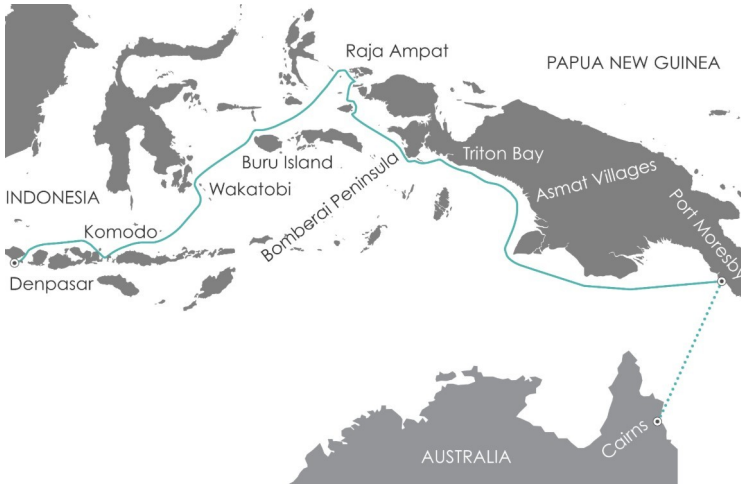 Raja Ampat
PAPUA NEW GUINEA
Buru Island
Triton Bay
Asmat Villages
Wakatobi
INDONESIA
Bomberai Peninsula
Port Moresby
Komodo
Denpasar
Cairns
AUSTRALIA